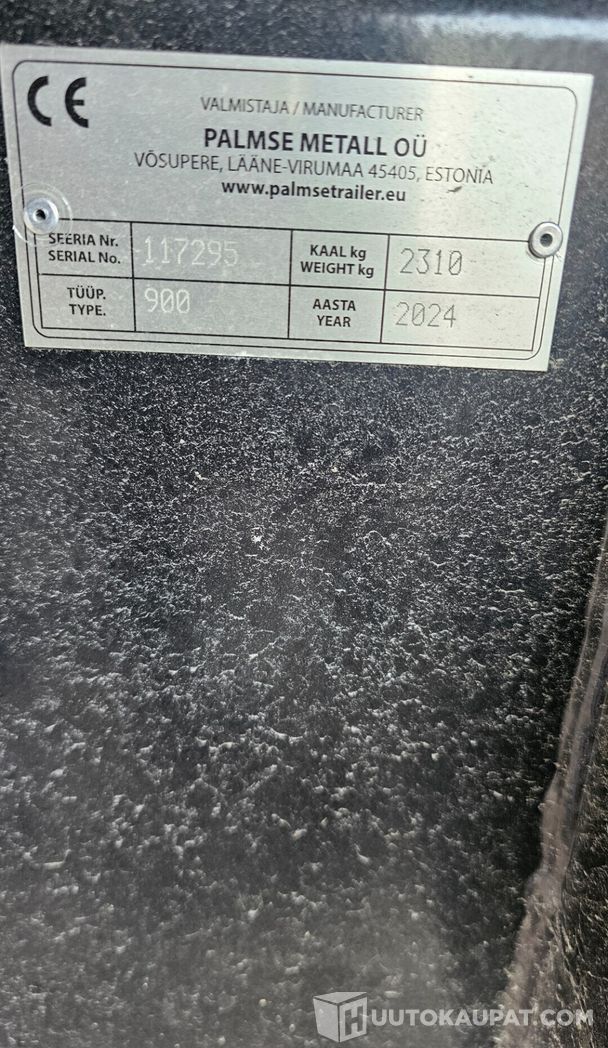 CE
VALMISTAJA / MANUFACTURER
PALMSE METALL OÜ
VÕSUPERE, LÄÄNE-VIRUMAA 45405, ESTONIA
www.palmsetrailer.eu
SEERIA Nr.
SERIAL No.
117295
KAAL kg
WEIGHT kg
2310
TÜÜP.
TYPE.
900
AASTA
YEAR
2024
HUUTOKAUPAT.COM